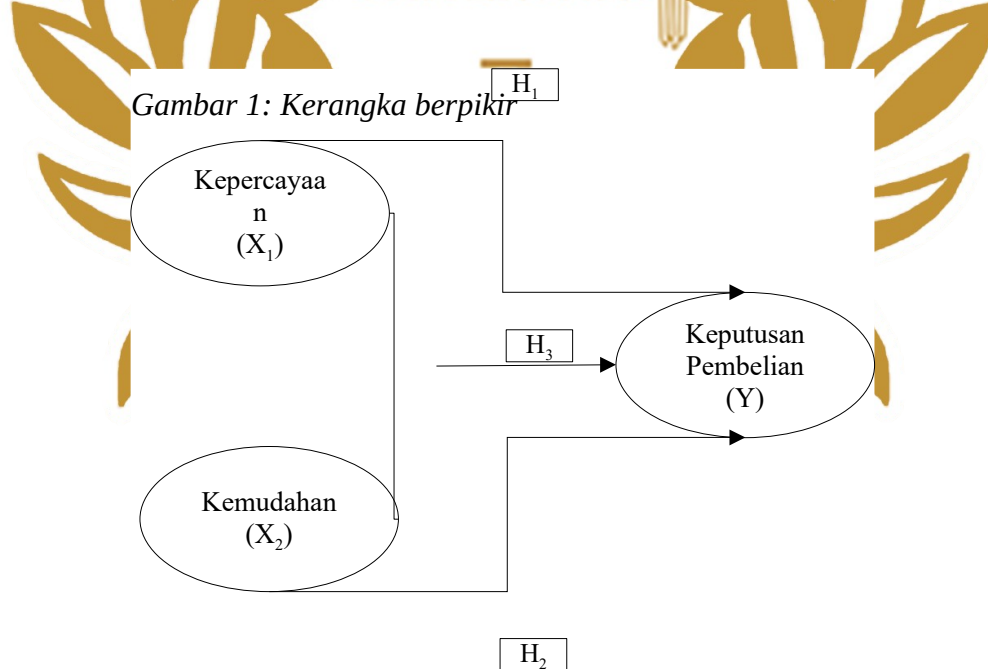 H₁
Gambar 1: Kerangka berpikir
Kepercayaa
n
(X₁)
H₃
Keputusan
Pembelian
(Y)
Kemudahan
(X₂)
H₂